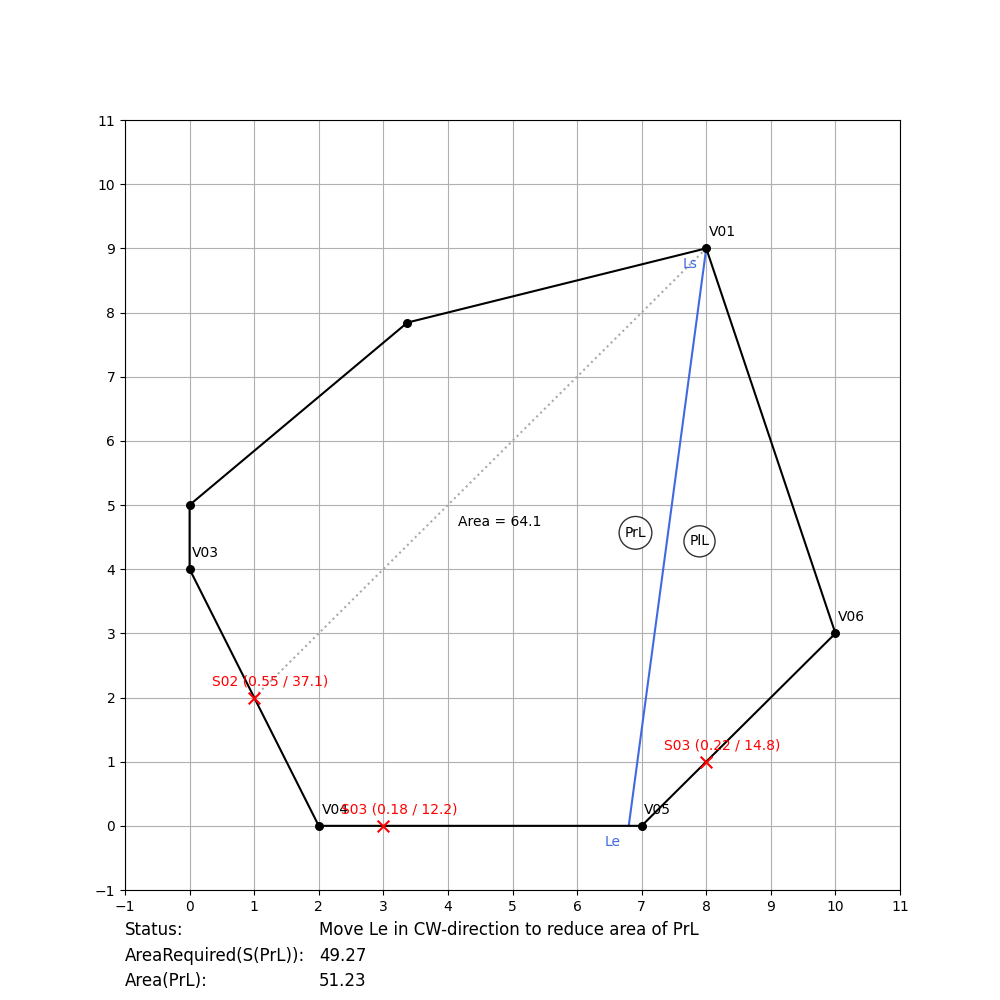 11
10
9
8
7
6
5
4
3
2
1
0
−1
V01
Ls
Area = 64.1
PrL
PlL
V03
V06
S02 (0.55 / 37.1)
S03 (0.22 / 14.8)
V04
S03 (0.18 / 12.2)
V05
Le
−1 0 1 2 3 4 5 6 7 8 9 10 11
Status: Move Le in CW-direction to reduce area of PrL
AreaRequired(S(PrL)): 49.27
Area(PrL): 51.23